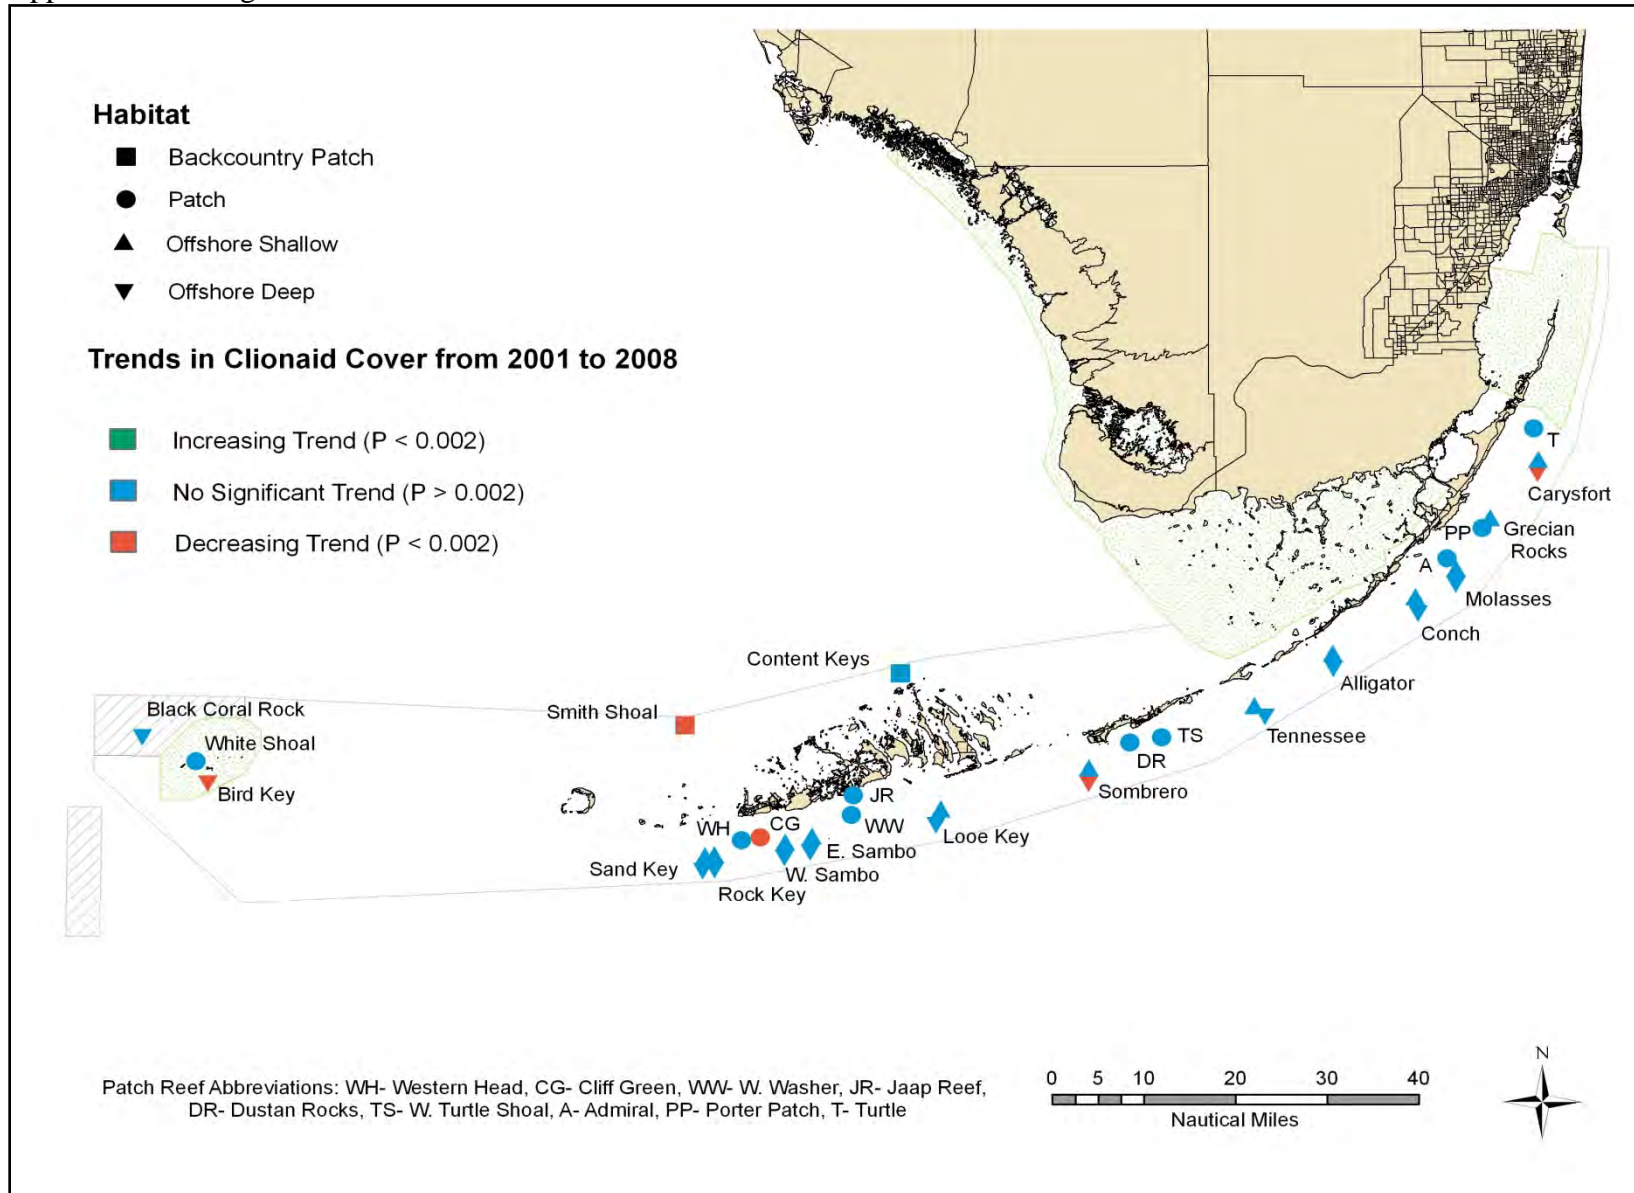 Habitat
Backcountry Patch
Patch
Offshore Shallow
Offshore Deep
Trends in Clionaid Cover from 2001 to 2008
Increasing Trend (P < 0.002)
No Significant Trend (P > 0.002)
Decreasing Trend (P < 0.002)
T
Carysfort
PP
Grecian
Rocks
A
Molasses
Conch
Content Keys
Alligator
Smith Shoal
Black Coral Rock
White Shoal
TS
Tennessee
DR
Bird Key
Sombrero
JR
WH
CG
WW
Looe Key
E. Sambo
Sand Key
W. Sambo
Rock Key
N
0 5 10 20 30 40
Nautical Miles
Patch Reef Abbreviations: WH- Western Head, CG- Cliff Green, WW- W. Washer, JR- Jaap Reef,
DR- Dustan Rocks, TS- W. Turtle Shoal, A- Admiral, PP- Porter Patch, T- Turtle